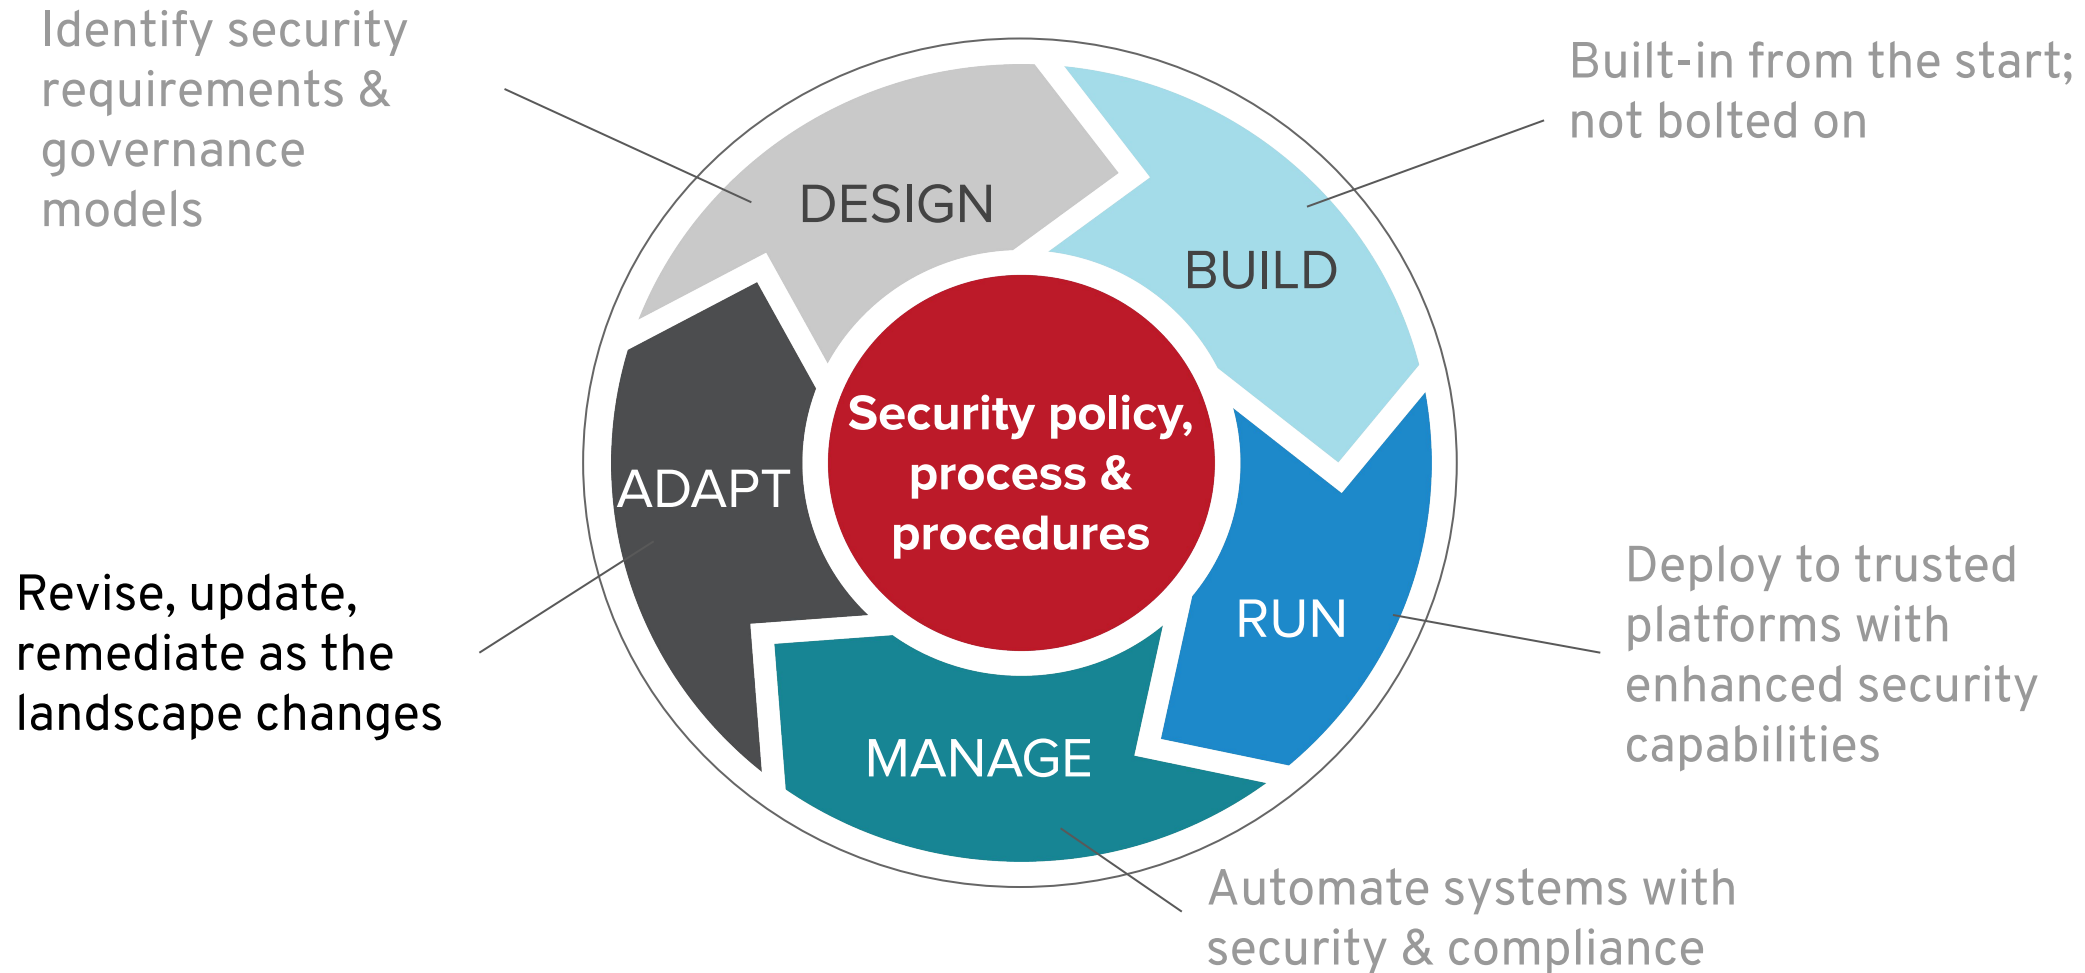 Identify security
requirements &
governance
models
DESIGN
Built-in from the start;
not bolted on
BUILD
Security policy,
process &
procedures
ADAPT
Revise, update,
remediate as the
landscape changes
RUN
Deploy to trusted
platforms with
enhanced security
capabilities
MANAGE
Automate systems with
security & compliance